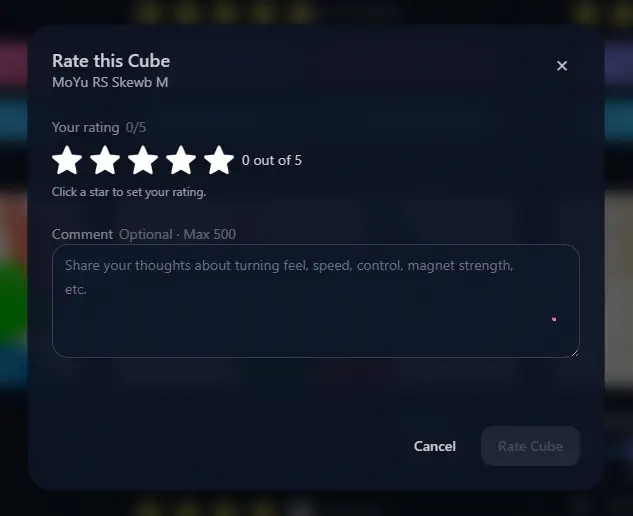 Rate this Cube
MoYu RS Skewb M
Your rating 0/5
0 out of 5
Click a star to set your rating.
Comment Optional · Max 500
Share your thoughts about turning feel, speed, control, magnet strength,
etc.
Cancel
Rate Cube